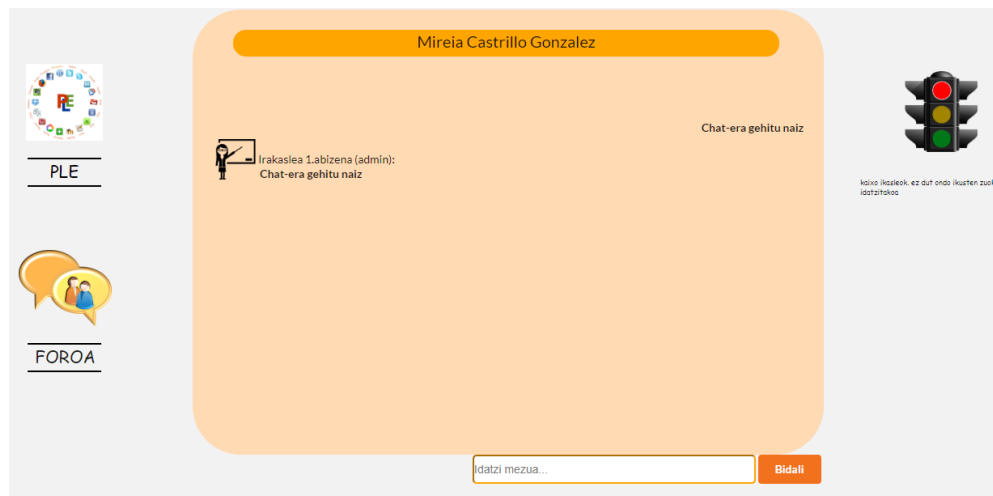 Mireia Castrillo Gonzalez
PLE
PLE
Chat-era gehitu naiz
Irakaslea 1.abizena (admin):
Chat-era gehitu naiz
kaixo ikasleok. ez dut ondo ikusten zuok
idatzitakoa
FOROA
Idatzi mezua...
Bidali